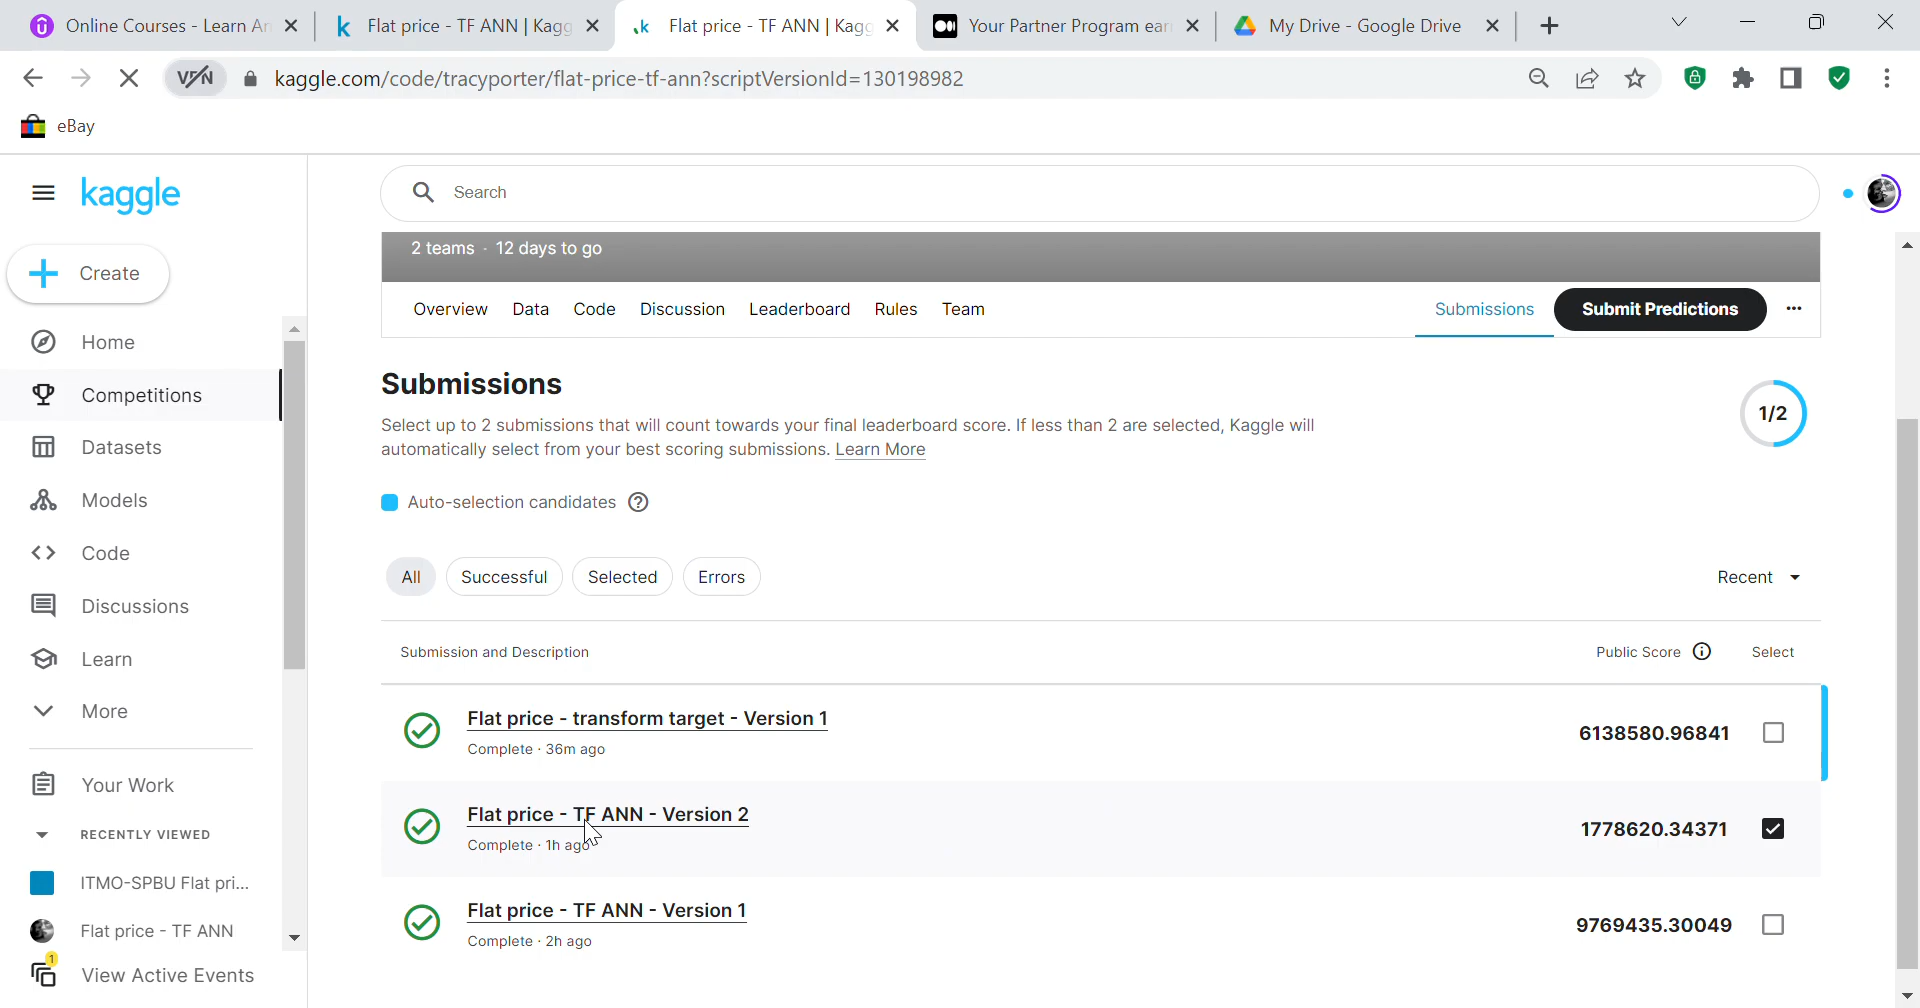 Online Courses - Learn An
Flat price - TF ANN | Kagg
Flat price - TF ANN | Kagg
Your Partner Program ear
My Drive - Google Drive
VPN
kaggle.com/code/tracyporter/flat-price-tf-ann?scriptVersionId=130198982
eBay
kaggle
Search
Create
2 teams · 12 days to go
Home
Overview Data Code Discussion Leaderboard Rules Team Submissions Submit Predictions
Competitions
Submissions
1/2
Datasets
Select up to 2 submissions that will count towards your final leaderboard score. If less than 2 are selected, Kaggle will
automatically select from your best scoring submissions. Learn More
Models
Auto-selection candidates
Code
All Successful Selected Errors Recent
Discussions
Submission and Description Public Score Select
Learn
More
Flat price - transform target - Version 1
Complete · 36m ago
6138580.96841
Your Work
RECENTLY VIEWED
Flat price - TF ANN - Version 2
Complete · 1h ago
1778620.34371
ITMO-SPBU Flat pri...
Flat price - TF ANN
Flat price - TF ANN - Version 1
Complete · 2h ago
9769435.30049
1
View Active Events